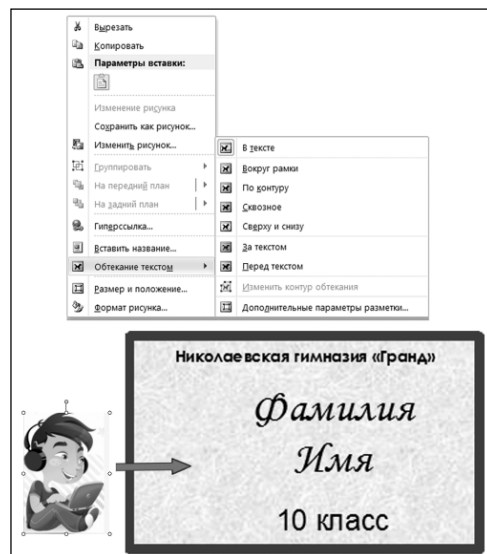 Вырезать
Копировать
Параметры вставки:
Изменение рисунка
Сохранить как рисунок...
Изменить рисунок...
Группировать
На передний план
На задний план
Гиперссылка...
Вставить название...
Обтекание текстом
Размер и положение...
Формат рисунка...
В тексте
Вокруг рамки
По контуру
Сквозное
Сверху и снизу
За текстом
Перед текстом
Изменить контур обтекания
Дополнительные параметры разметки...
Николаевская гимназия «Гранд»
Фамилия
Имя
10 класс